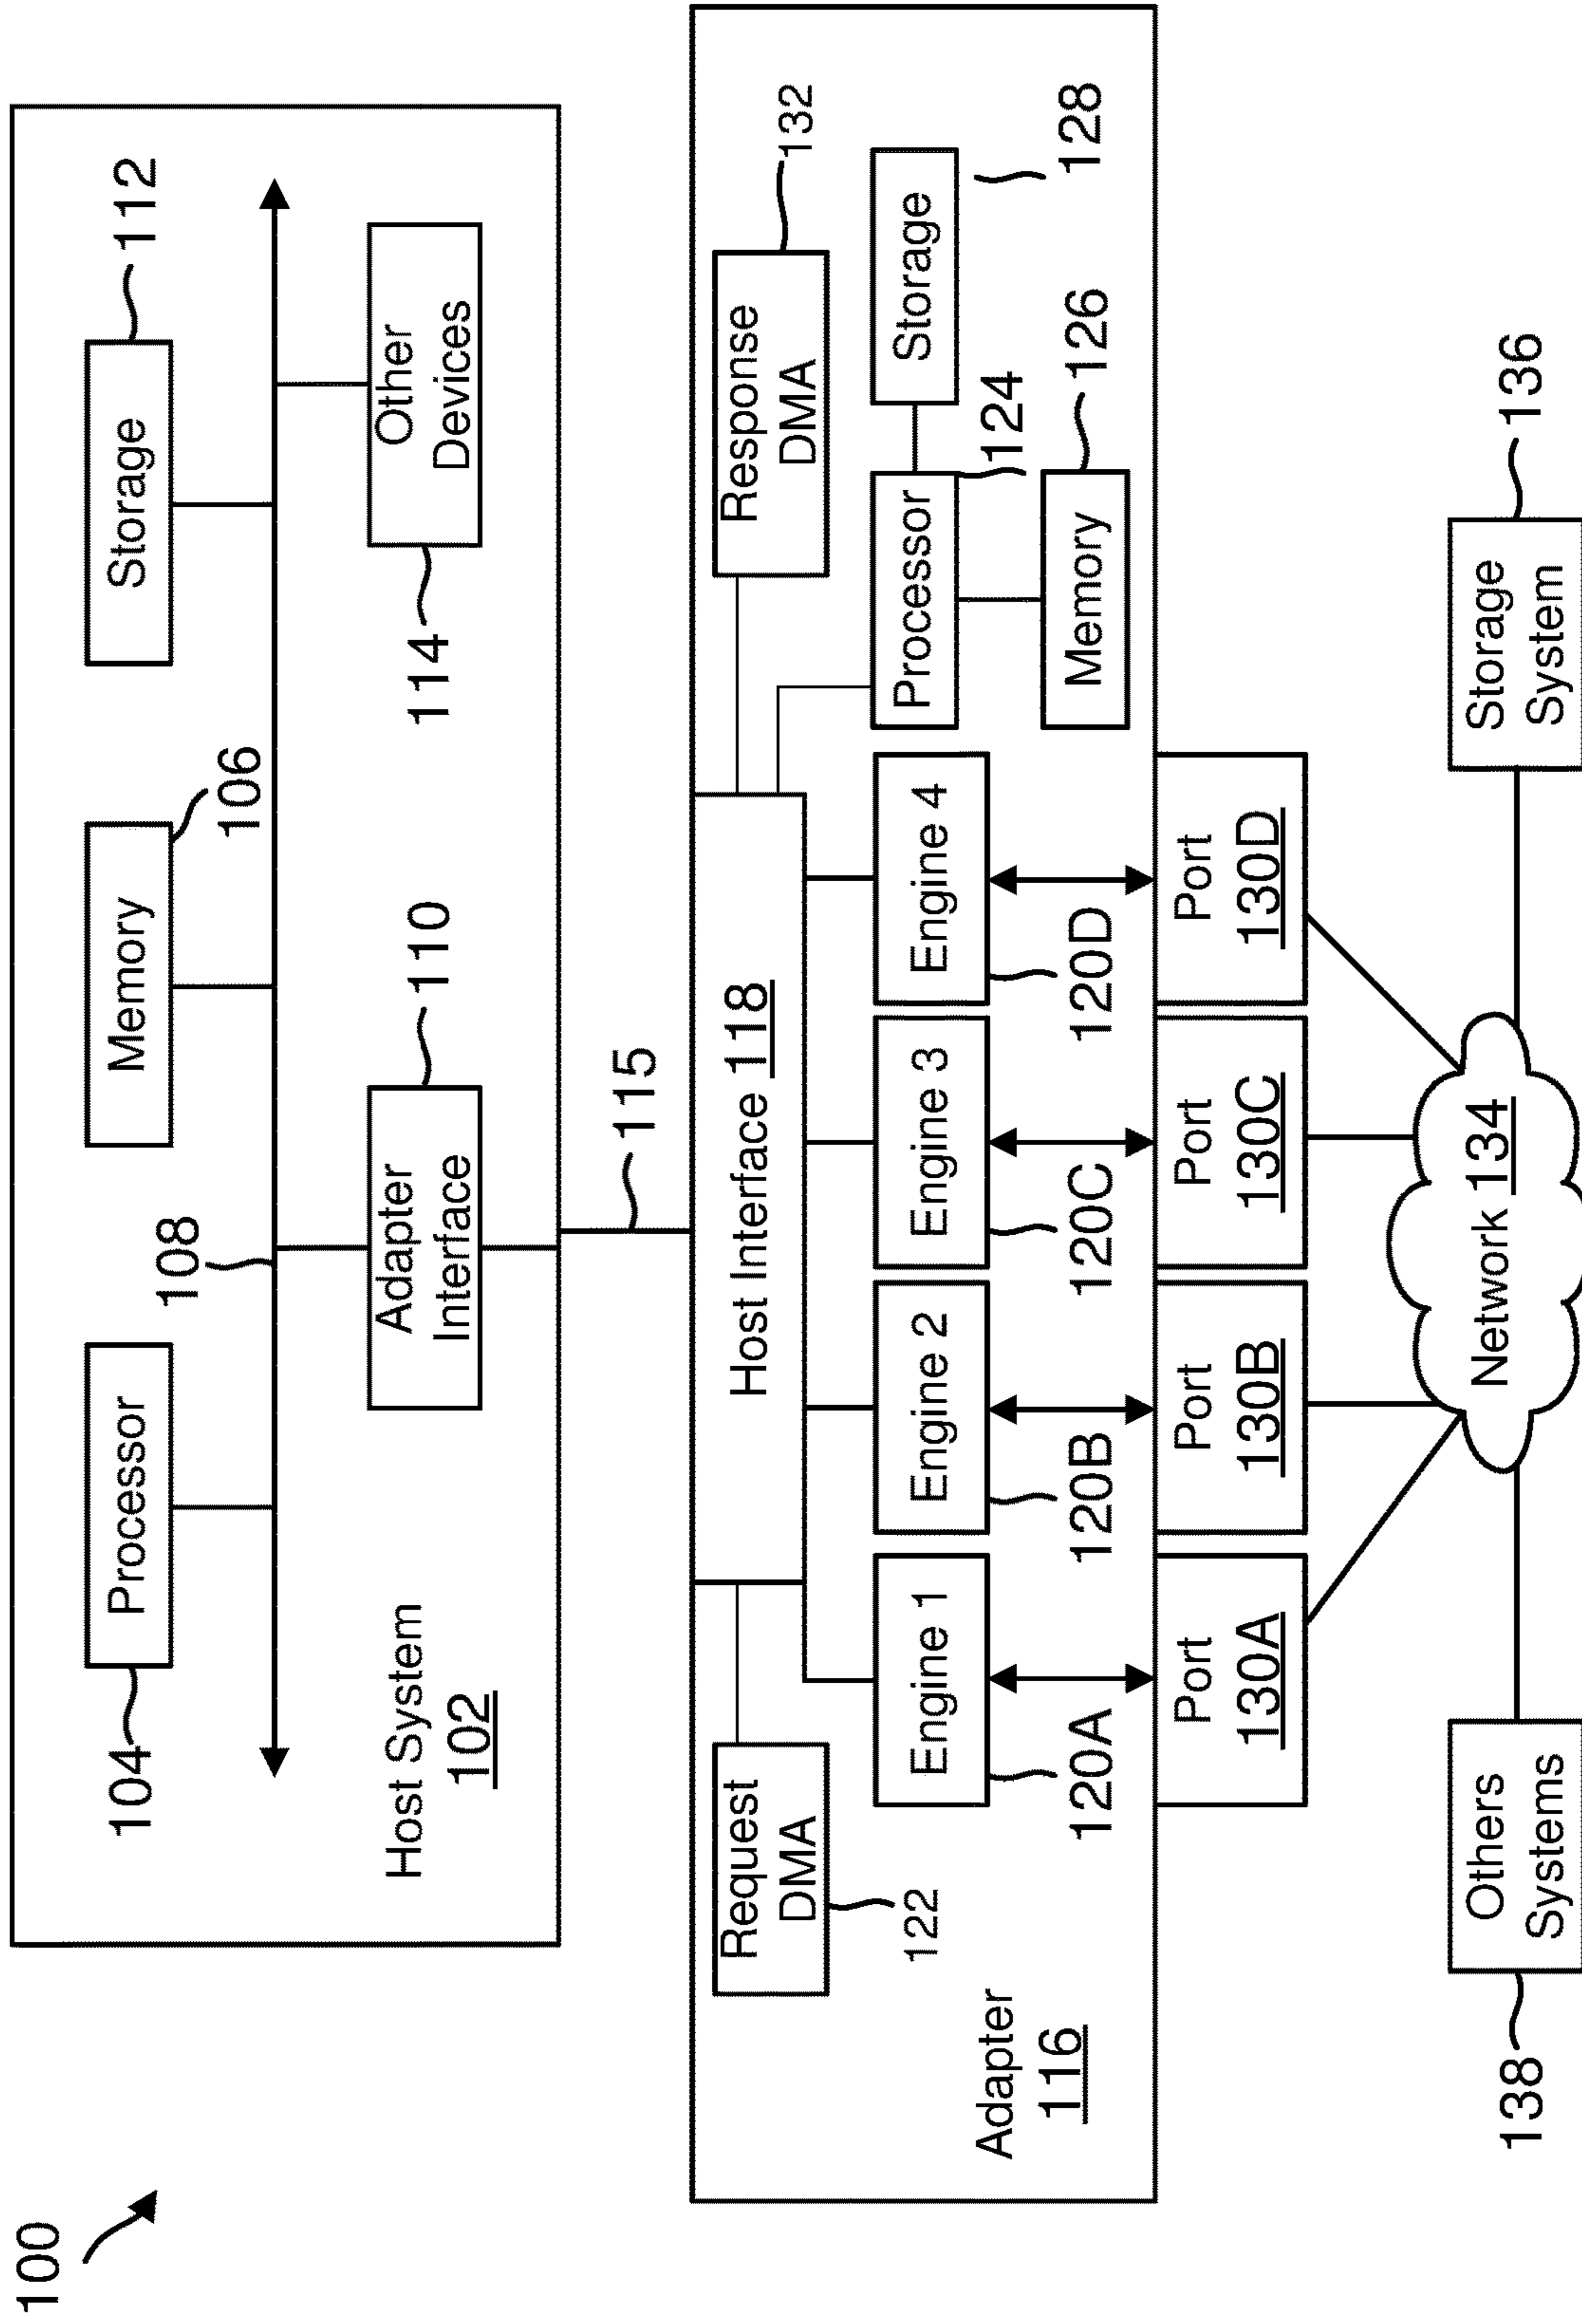 100
104
Processor
Memory
106
Storage
112
108
Host System
102
Adapter
Interface
110
114
Other
Devices
115
Request
DMA
122
Host Interface 118
Response
DMA
132
Engine 1
Engine 2
Engine 3
Engine 4
Processor
124
Storage
128
Memory
126
Adapter
116
120A
120B
120C
120D
Port
130A
Port
130B
Port
130C
Port
130D
138
Others
Systems
Network 134
Storage
System
136